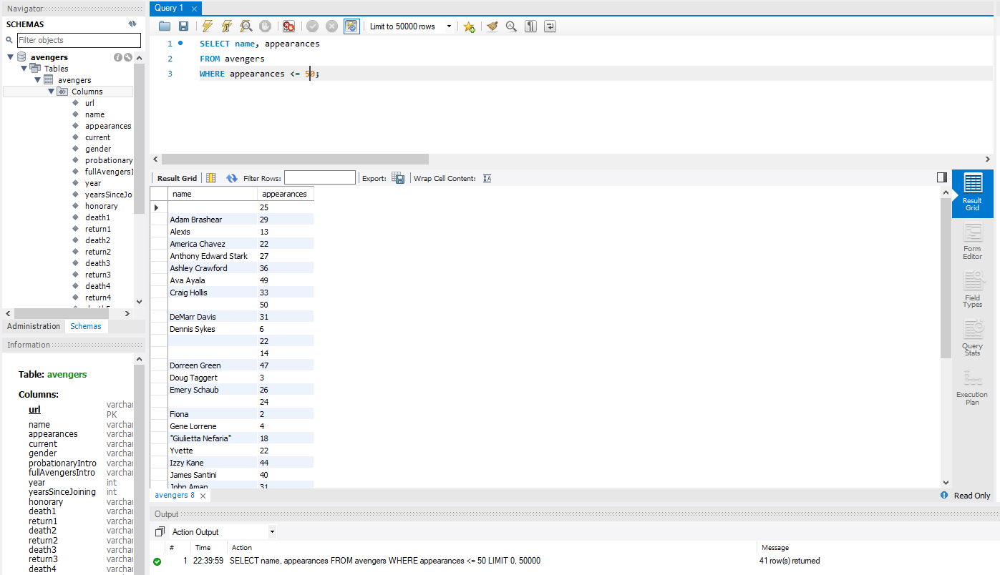 Navigator
SCHEMAS
Filter objects
avengers
Tables
avengers
Columns
url
name
appearances
current
gender
probationary
fullAvengersI
year
yearsSinceJo
honorary
death1
return1
death2
return2
death3
return3
death4
return4
Administration Schemas
Information
Table: avengers
Columns:
url varchar
PK
name varchar
appearances varchar
current varchar
gender varchar
probationaryIntro varchar
fullAvengersIntro varchar
year int
yearsSinceJoining int
honorary varchar
death1 varchar
return1 varchar
death2 varchar
return2 varchar
death3 varchar
return3 varchar
death4 varchar
Query 1
Limit to 50000 rows
1 SELECT name, appearances
2 FROM avengers
3 WHERE appearances <= 50;
Result Grid Filter Rows: Export: Wrap Cell Content:
name appearances
25
Adam Brashear 29
Alexis 13
America Chavez 22
Anthony Edward Stark 27
Ashley Crawford 36
Ava Ayala 49
Craig Hollis 33
50
DeMarr Davis 31
Dennis Sykes 6
22
14
Dorreen Green 47
Doug Taggert 3
Emery Schaub 26
24
Fiona 2
Gene Lorrene 4
"Giulietta Nefaria" 18
Yvette 22
Izzy Kane 44
James Santini 40
John Aman 31
Result
Grid
Form
Editor
Field
Types
Query
Stats
Execution
Plan
avengers 8
Read Only
Output
Action Output
# Time Action Message
1 22:39:59 SELECT name, appearances FROM avengers WHERE appearances <= 50 LIMIT 0, 50000 41 row(s) returned